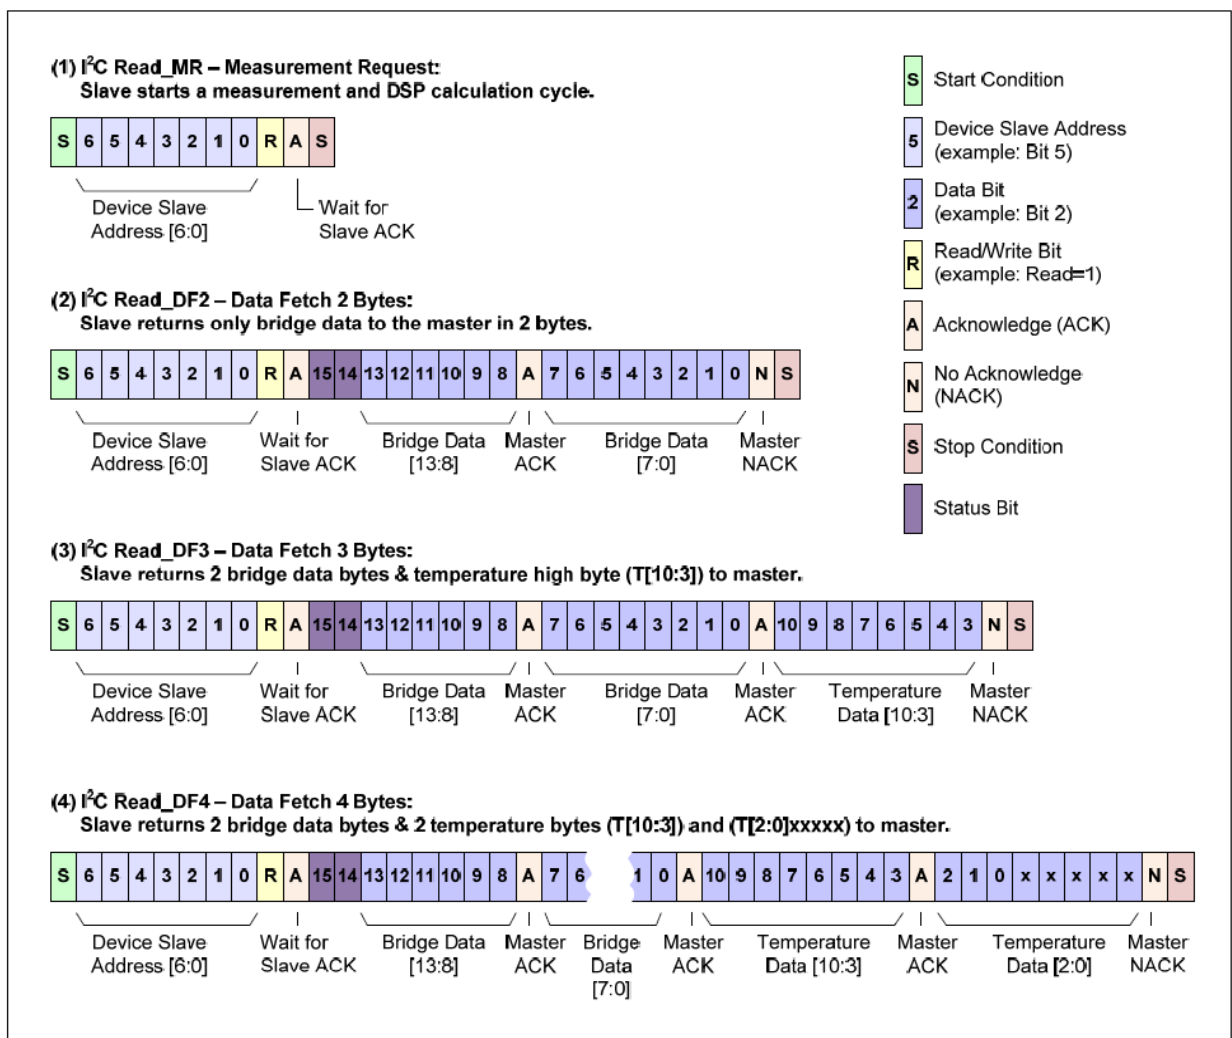 (1) I²C Read_MR – Measurement Request:
Slave starts a measurement and DSP calculation cycle.
S 6 5 4 3 2 1 0 R A S
Device Slave
Address [6:0]
Wait for
Slave ACK
(2) I²C Read_DF2 – Data Fetch 2 Bytes:
Slave returns only bridge data to the master in 2 bytes.
S 6 5 4 3 2 1 0 R A 15 14 13 12 11 10 9 8 A 7 6 5 4 3 2 1 0 N S
Device Slave
Address [6:0]
Wait for
Slave ACK
Bridge Data
[13:8]
Master
ACK
Bridge Data
[7:0]
Master
NACK
S Start Condition
5 Device Slave Address
(example: Bit 5)
2 Data Bit
(example: Bit 2)
R Read/Write Bit
(example: Read=1)
A Acknowledge (ACK)
N No Acknowledge
(NACK)
S Stop Condition
Status Bit
(3) I²C Read_DF3 – Data Fetch 3 Bytes:
Slave returns 2 bridge data bytes & temperature high byte (T[10:3]) to master.
S 6 5 4 3 2 1 0 R A 15 14 13 12 11 10 9 8 A 7 6 5 4 3 2 1 0 A 10 9 8 7 6 5 4 3 N S
Device Slave
Address [6:0]
Wait for
Slave ACK
Bridge Data
[13:8]
Master
ACK
Bridge Data
[7:0]
Master
ACK
Temperature
Data [10:3]
Master
NACK
(4) I²C Read_DF4 – Data Fetch 4 Bytes:
Slave returns 2 bridge data bytes & 2 temperature bytes (T[10:3]) and (T[2:0]xxxxx) to master.
S 6 5 4 3 2 1 0 R A 15 14 13 12 11 10 9 8 A 7 6 1 0 A 10 9 8 7 6 5 4 3 A 2 1 0 x x x x x N S
Device Slave
Address [6:0]
Wait for
Slave ACK
Bridge Data
[13:8]
Master
ACK
Bridge
Data
[7:0]
Master
ACK
Temperature
Data [10:3]
Master
ACK
Temperature
Data [2:0]
Master
NACK